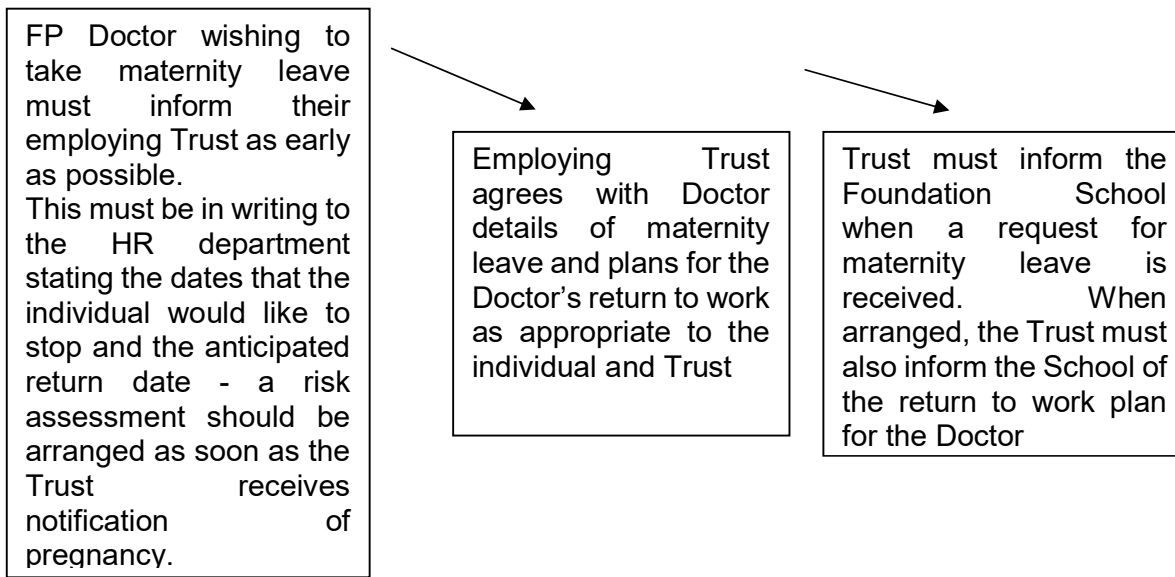 FP Doctor wishing to
take maternity leave
must inform their
employing Trust as early
as possible.
This must be in writing to
the HR department
stating the dates that the
individual would like to
stop and the anticipated
return date - a risk
assessment should be
arranged as soon as the
Trust receives
notification of
pregnancy.
Employing Trust
agrees with Doctor
details of maternity
leave and plans for the
Doctor’s return to work
as appropriate to the
individual and Trust
Trust must inform the
Foundation School
when a request for
maternity leave is
received. When
arranged, the Trust must
also inform the School of
the return to work plan
for the Doctor